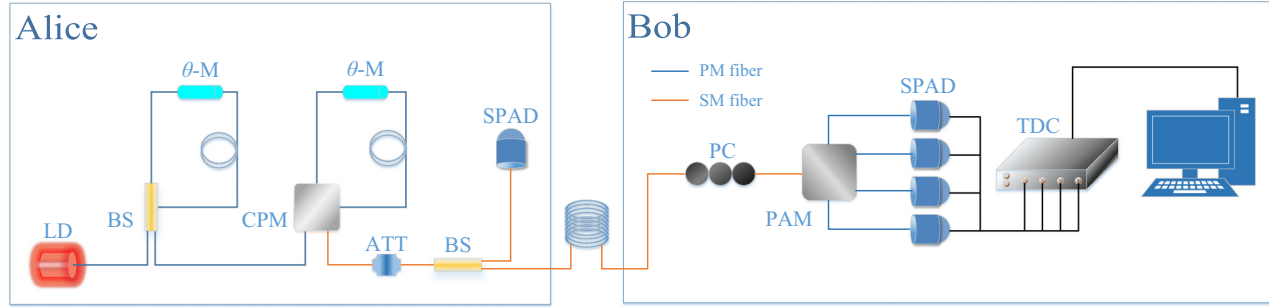 Alice
Bob
θ-M
θ-M
SPAD
BS
CPM
LD
ATT
BS
PM fiber
SM fiber
SPAD
TDC
PC
PAM